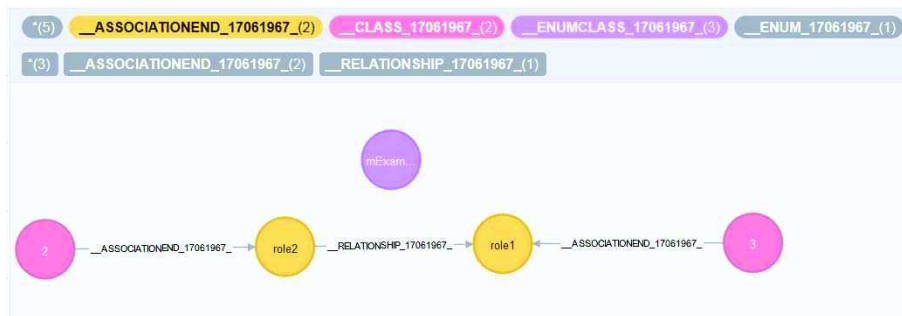 *(5) __ASSOCIATIONEND_17061967_(2) __CLASS_17061967_(2) __ENUMCLASS_17061967_(3) __ENUM_17061967_(1)
*(3) __ASSOCIATIONEND_17061967_(2) __RELATIONSHIP_17061967_(1)
mExam...
2 __ASSOCIATIONEND_17061967_ role2 __RELATIONSHIP_17061967_ role1 __ASSOCIATIONEND_17061967_ 3